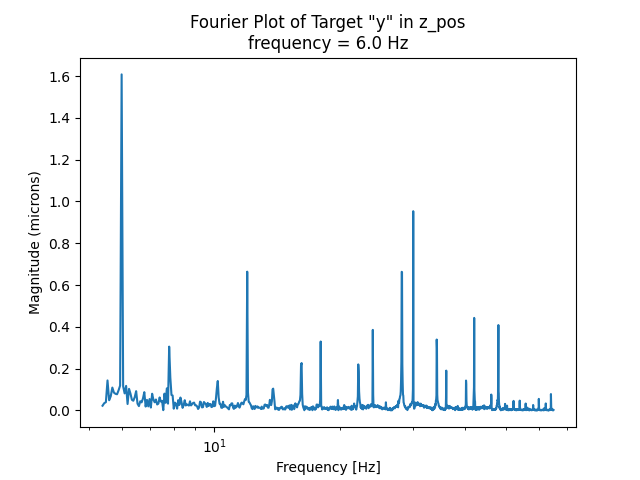 Fourier Plot of Target "y" in z_pos
frequency = 6.0 Hz
1.6
1.4
1.2
1.0
0.8
0.6
0.4
0.2
0.0
Magnitude (microns)
10¹
Frequency [Hz]